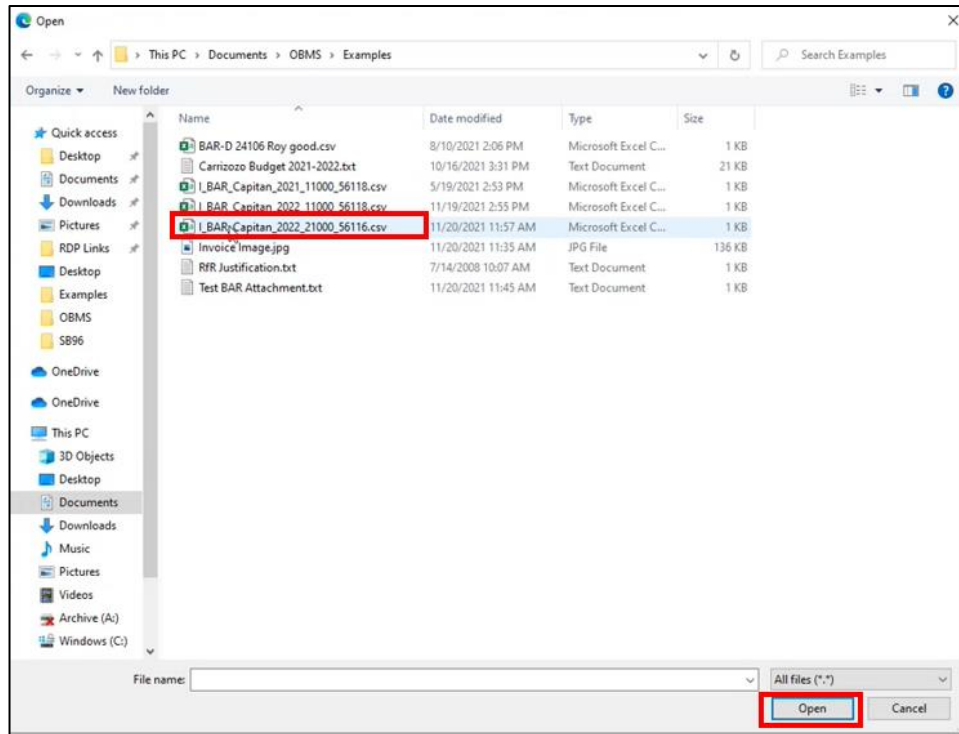 Open
This PC > Documents > OBMS > Examples
Search Examples
Organize
New folder
Name Date modified Type Size
BAR-D 24106 Roy good.csv 8/10/2021 2:06 PM Microsoft Excel C... 1 KB
Carrizozo Budget 2021-2022.txt 10/16/2021 3:31 PM Text Document 21 KB
I_BAR_Capitan_2021_11000_56118.csv 5/19/2021 2:53 PM Microsoft Excel C... 1 KB
I_BAR_Capitan_2022_11000_56118.csv 11/19/2021 2:55 PM Microsoft Excel C... 1 KB
I_BAR_Capitan_2022_21000_56116.csv 11/20/2021 11:57 AM Microsoft Excel C... 1 KB
Invoice Image.jpg 11/20/2021 11:35 AM JPG File 136 KB
RfR Justification.txt 7/14/2008 10:07 AM Text Document 1 KB
Test BAR Attachment.txt 11/20/2021 11:45 AM Text Document 1 KB
Quick access
Desktop
Documents
Downloads
Pictures
RDP Links
Desktop
Examples
OBMS
SB96
OneDrive
OneDrive
This PC
3D Objects
Desktop
Documents
Downloads
Music
Pictures
Videos
Archive (A:)
Windows (C:)
File name:
All files (*.*)
Open
Cancel